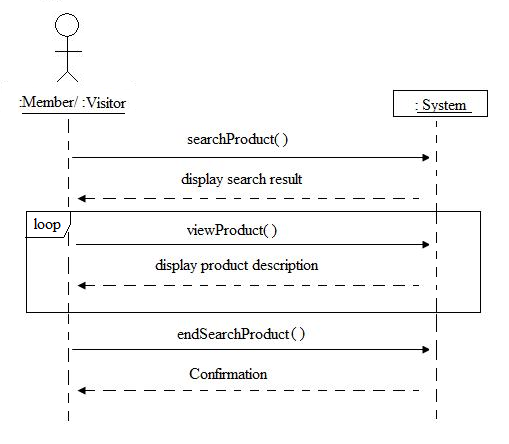 :Member/ :Visitor
: System
searchProduct( )
display search result
loop
viewProduct( )
display product description
endSearchProduct( )
Confirmation